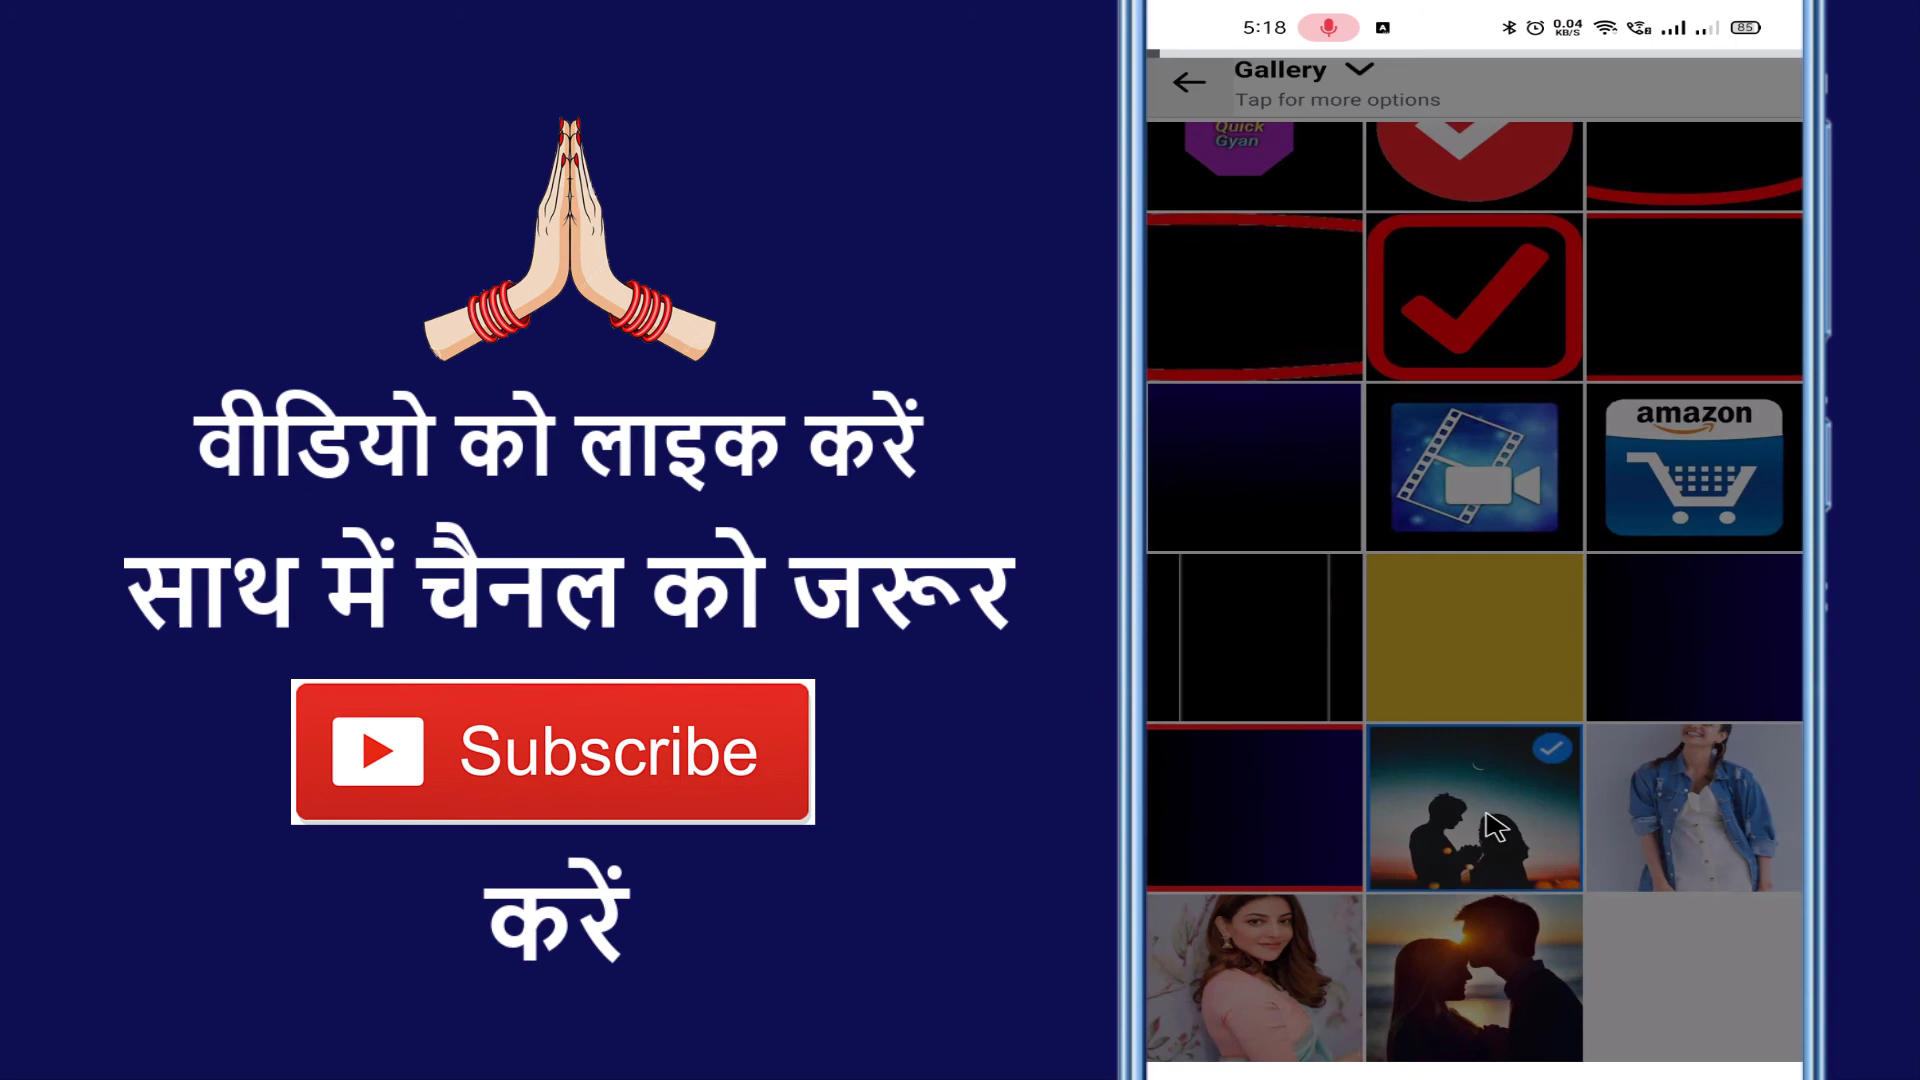 वीडियो को लाइक करें
साथ में चैनल को जरूर
Subscribe
करें
5:18
0.04
KB/S
85
Gallery
Tap for more options
Quick
Gyan
amazon